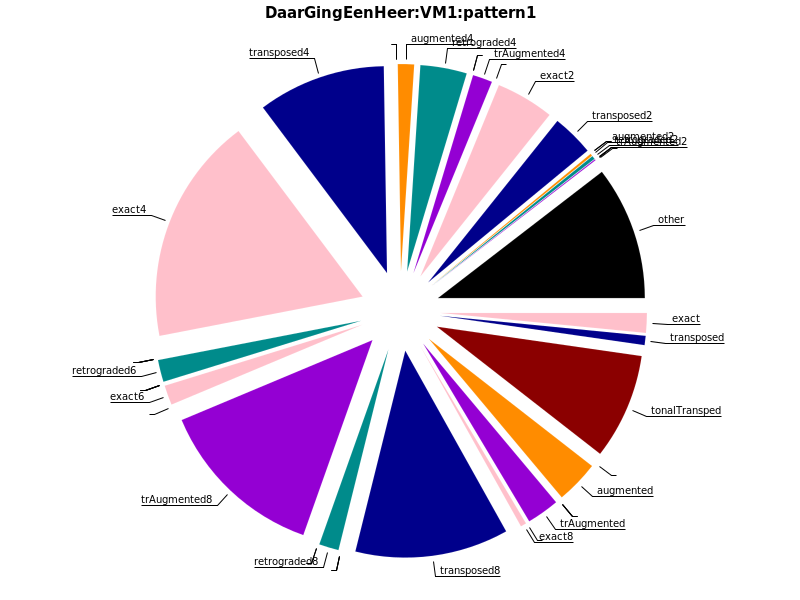 DaarGingEenHeer:VM1:pattern1
augmented4
retrograded4
transposed4
trAugmented4
exact2
transposed2
augmented2
trAugmented2
exact4
other
exact
transposed
retrograded6
exact6
tonalTransped
augmented
trAugmented8
trAugmented
exact8
retrograded8
transposed8